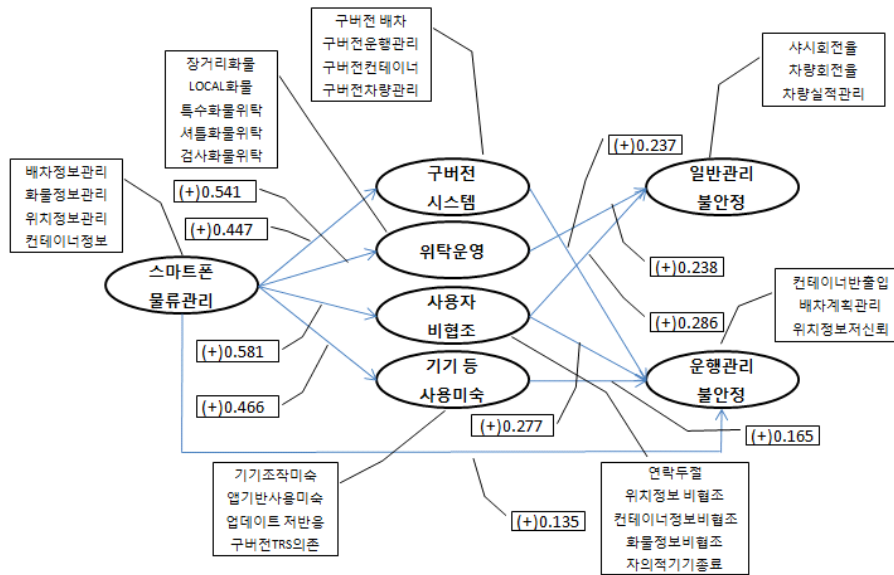 구버전 배차
구버전운행관리
구버전컨테이너
구버전차량관리
장거리화물
LOCAL화물
특수화물위탁
셔틀화물위탁
검사화물위탁
샤시회전율
차량회전율
차량실적관리
배차정보관리
화물정보관리
위치정보관리
컨테이너정보
(+)0.541
(+)0.447
(+)0.237
구버전
시스템
일반관리
불안정
위탁운영
(+)0.238
(+)0.286
스마트폰
물류관리
사용자
비협조
컨테이너반출입
배차계획관리
위치정보저신뢰
(+)0.581
(+)0.466
기기 등
사용미숙
운행관리
불안정
(+)0.277
(+)0.165
기기조작미숙
앱기반사용미숙
업데이트 저반응
구버전TRS의존
(+)0.135
연락두절
위치정보 비협조
컨테이너정보비협조
화물정보비협조
자의적기기종료